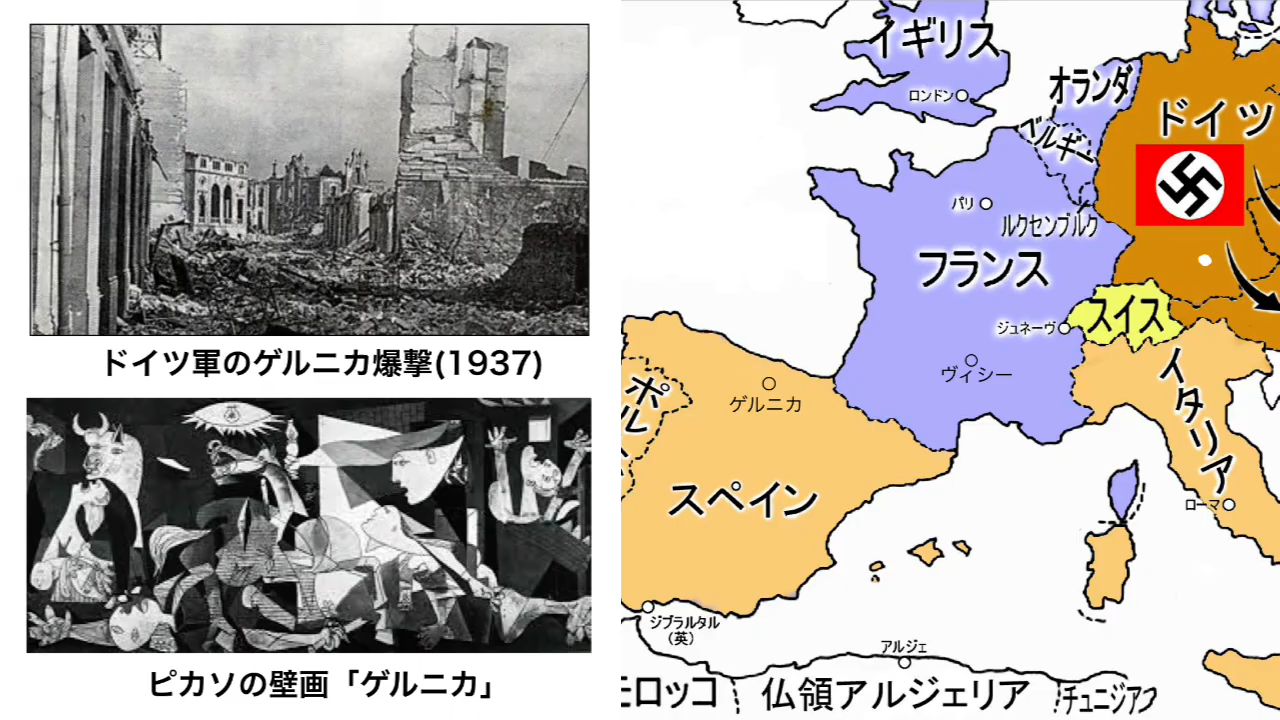 ドイツ軍のゲルニカ爆撃(1937)
ピカソの壁画「ゲルニカ」
イギリス
ロンドン
オランダ
ドイツ
ベルギー
パリ
ルクセンブルク
フランス
スイス
ジュネーヴ
ヴィシー
ゲルニカ
イタリア
スペイン
ローマ
ジブラルタル
(英)
アルジェ
モロッコ
仏領アルジェリア
チュニジア